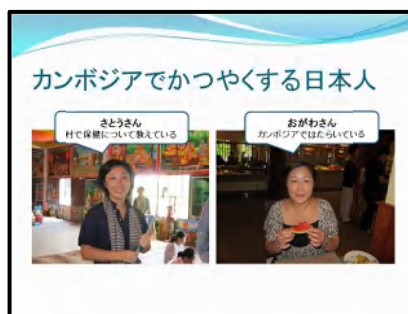 カンボジアでかつやくする日本人
さとうさん
村で保健について教えている
おがわさん
カンボジアではたらいている